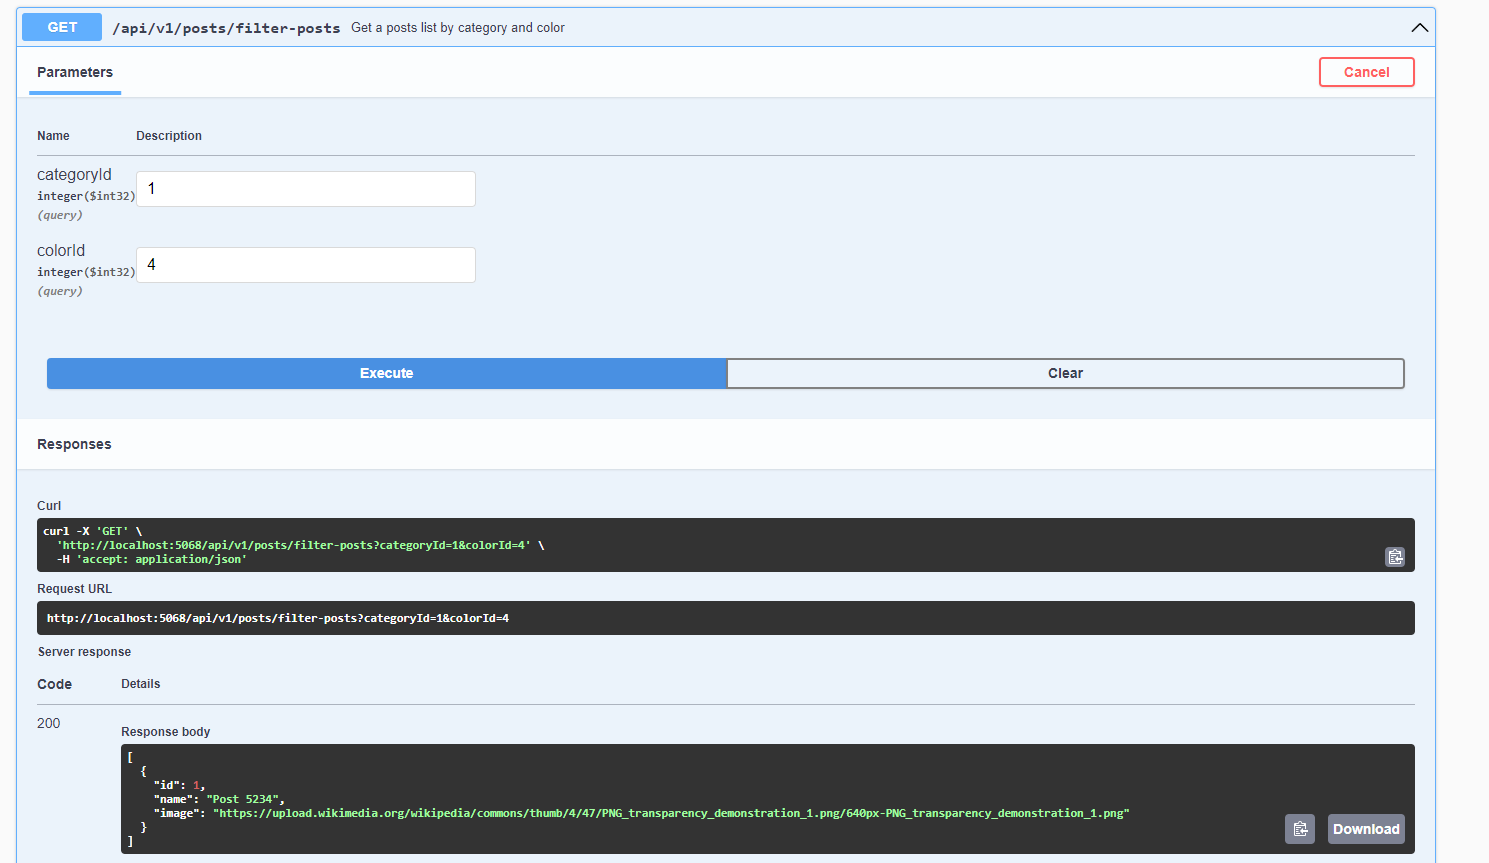 GET /api/v1/posts/filter-posts Get a posts list by category and color
Parameters
Cancel
Name Description
categoryId
integer($int32)
(query)
1
colorId
integer($int32)
(query)
4
Execute Clear
Responses
Curl
curl -X 'GET' \
'http://localhost:5068/api/v1/posts/filter-posts?categoryId=1&colorId=4' \
-H 'accept: application/json'
Request URL
http://localhost:5068/api/v1/posts/filter-posts?categoryId=1&colorId=4
Server response
Code Details
200
Response body
[
{
"id": 1,
"name": "Post 5234",
"image": "https://upload.wikimedia.org/wikipedia/commons/thumb/4/47/PNG_transparency_demonstration_1.png/640px-PNG_transparency_demonstration_1.png"
}
]
Download